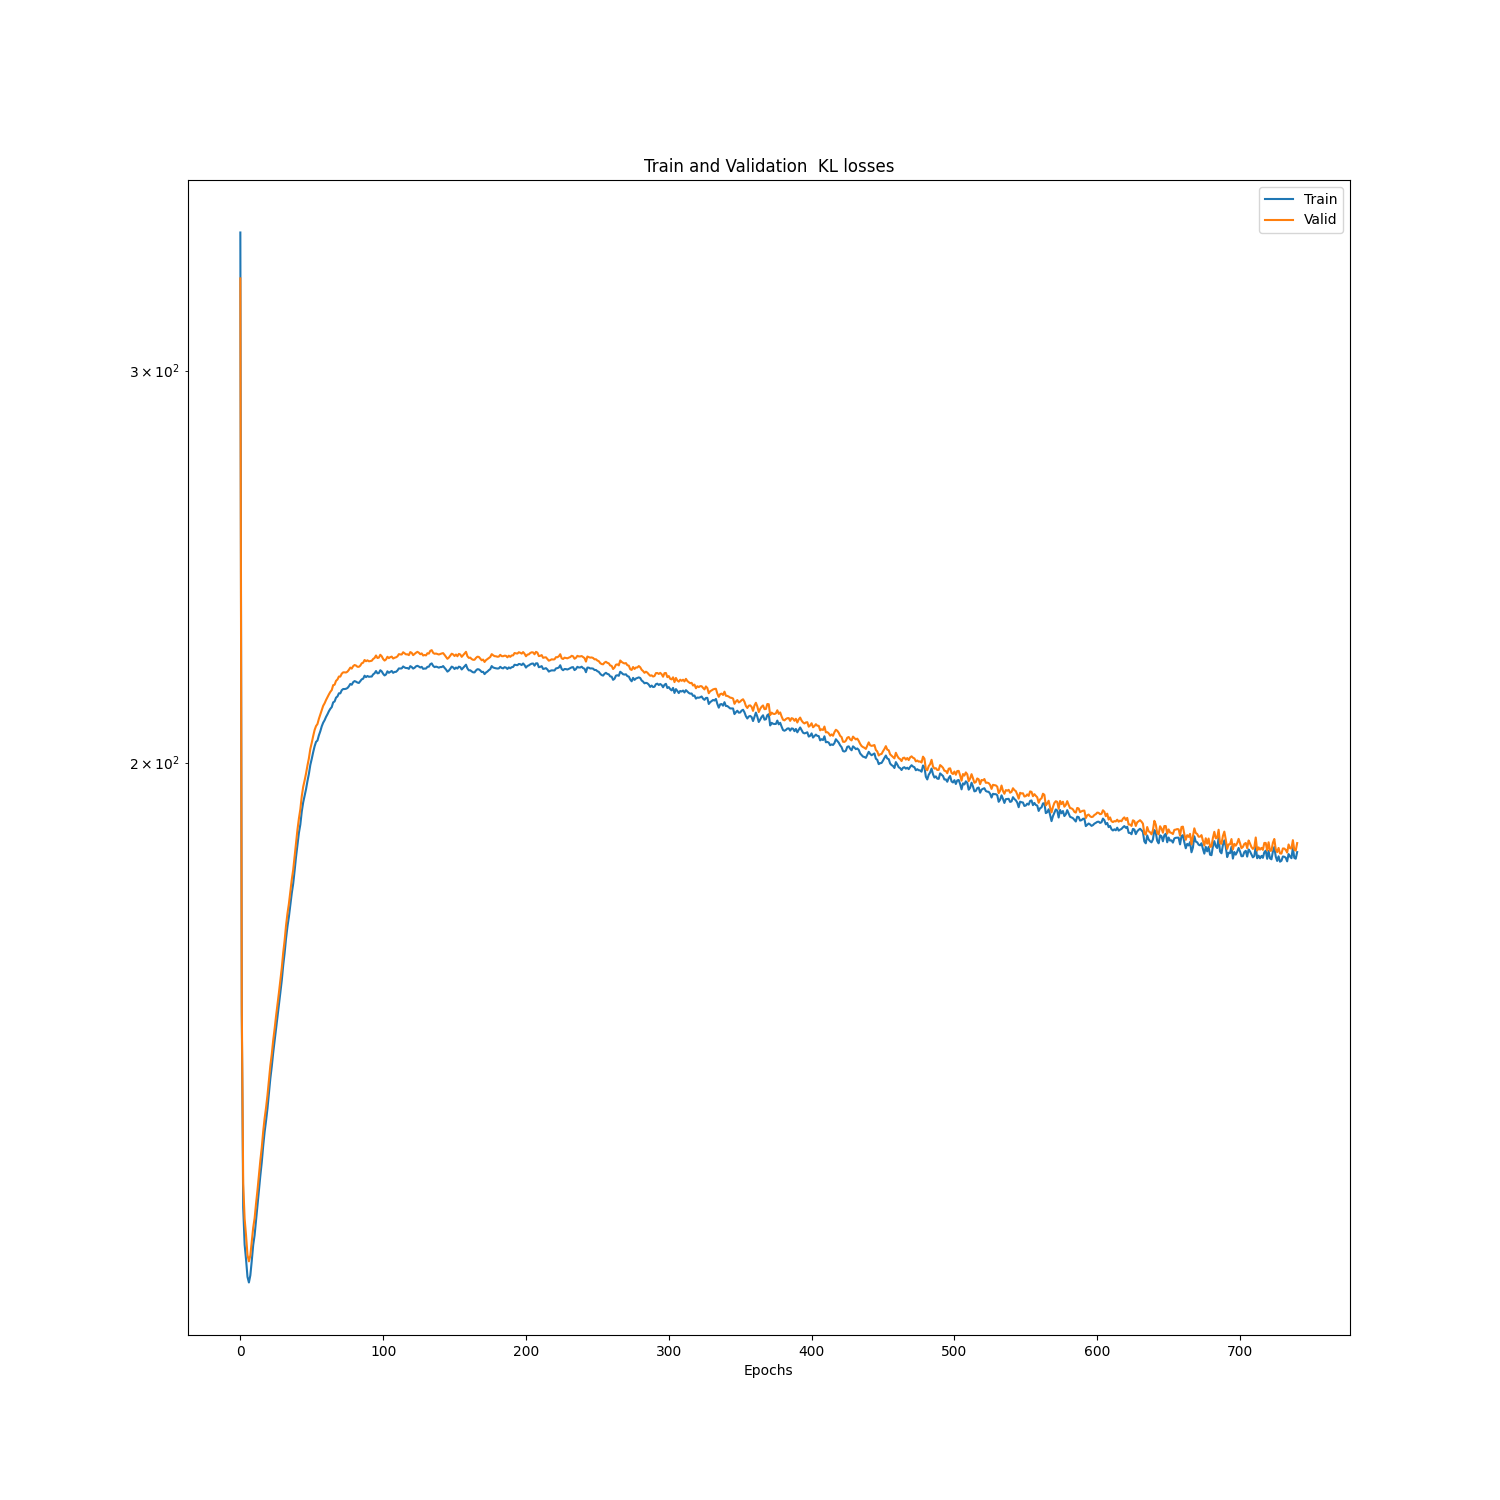 Train and Validation  KL losses
Train
Valid
3 × 10²
2 × 10²
0 100 200 300 400 500 600 700
Epochs